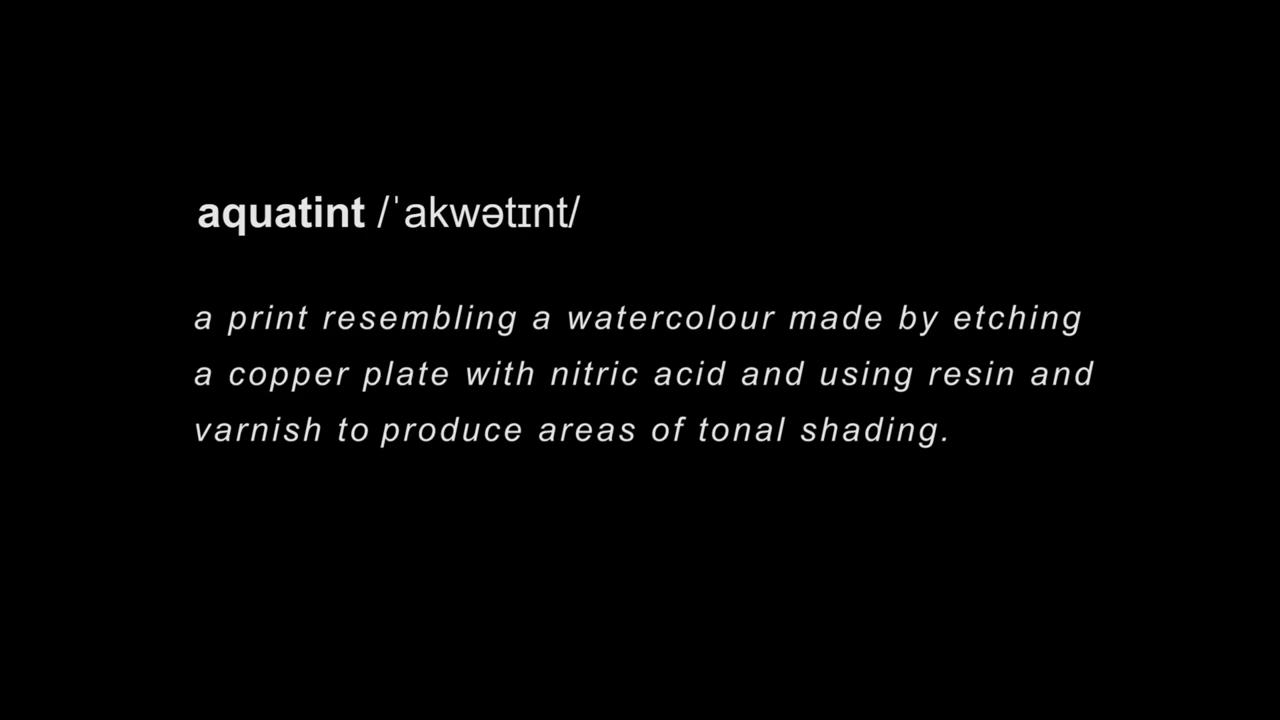 aquatint /ˈakwətɪnt/
a print resembling a watercolour made by etching
a copper plate with nitric acid and using resin and
varnish to produce areas of tonal shading.